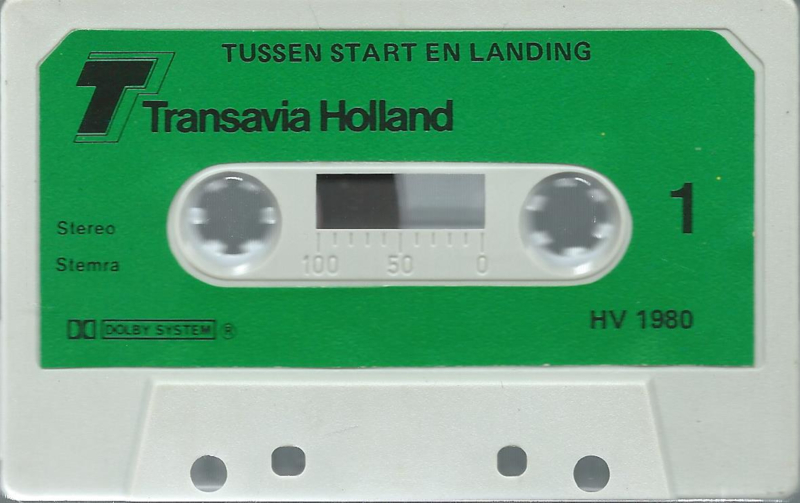 TUSSEN START EN LANDING
T Transavia Holland
1
Stereo
100 50 0
Stemra
DOLBY SYSTEM ®
HV 1980